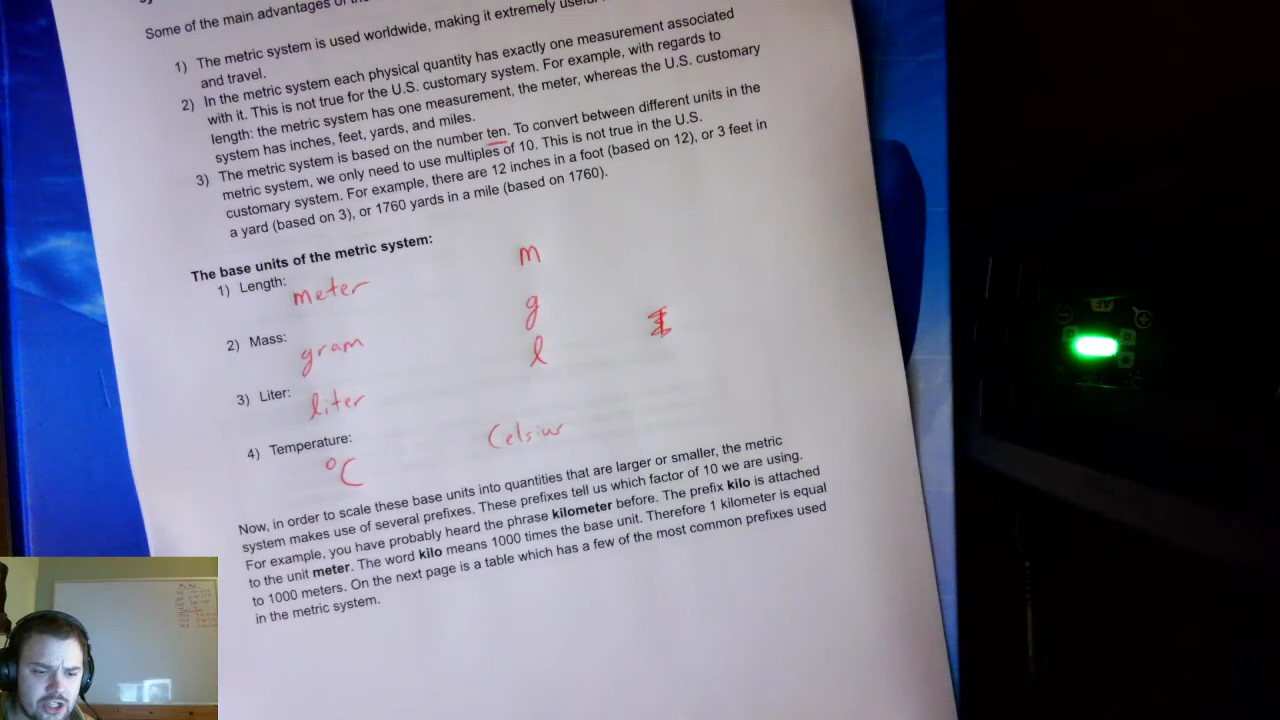 Some of the main advantages of the
1) The metric system is used worldwide, making it extremely useful
and travel.
2) In the metric system each physical quantity has exactly one measurement associated
with it. This is not true for the U.S. customary system. For example, with regards to
length: the metric system has one measurement, the meter, whereas the U.S. customary
system has inches, feet, yards, and miles.
3) The metric system is based on the number ten. To convert between different units in the
metric system, we only need to use multiples of 10. This is not true in the U.S.
customary system. For example, there are 12 inches in a foot (based on 12), or 3 feet in
a yard (based on 3), or 1760 yards in a mile (based on 1760).
The base units of the metric system:
1) Length:
meter m
2) Mass:
gram g
3) Liter:
liter l
4) Temperature:
°C Celsius
Now, in order to scale these base units into quantities that are larger or smaller, the metric
system makes use of several prefixes. These prefixes tell us which factor of 10 we are using.
For example, you have probably heard the phrase kilometer before. The prefix kilo is attached
to the unit meter. The word kilo means 1000 times the base unit. Therefore 1 kilometer is equal
to 1000 meters. On the next page is a table which has a few of the most common prefixes used
in the metric system.
AF